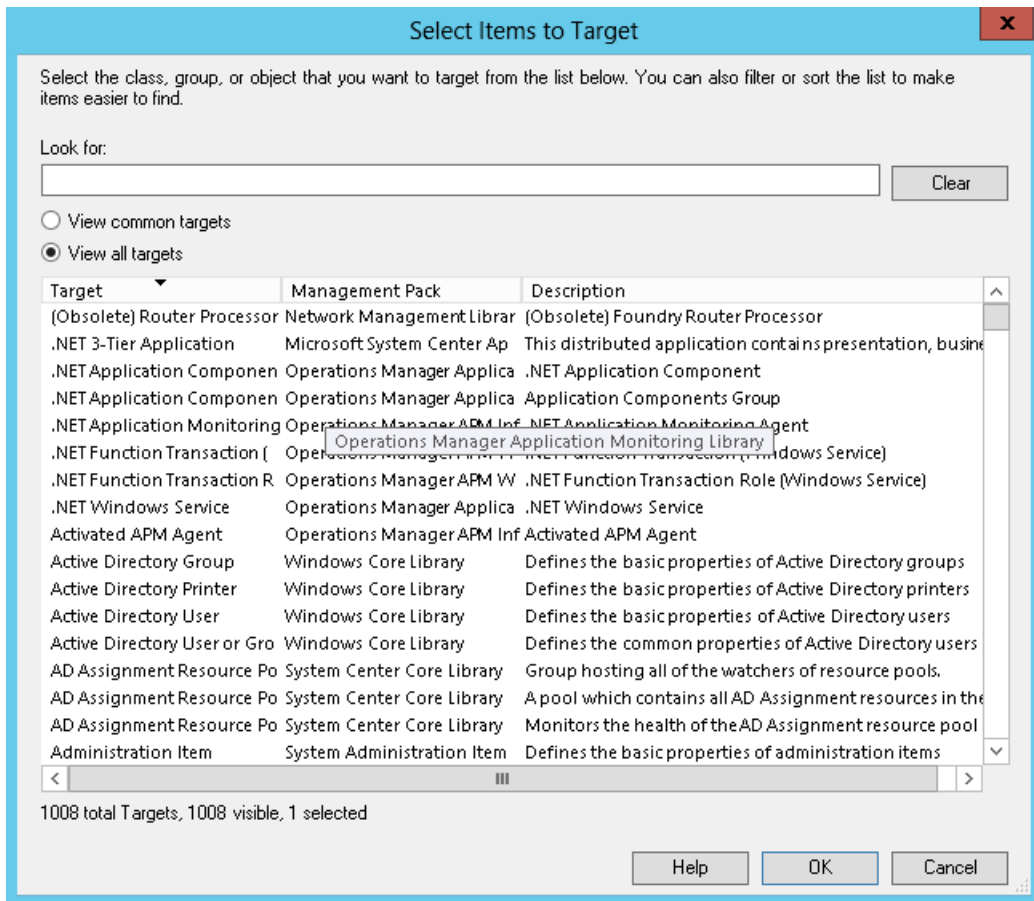 Select Items to Target
x
Select the class, group, or object that you want to target from the list below. You can also filter or sort the list to make
items easier to find.
Look for:
Clear
View common targets
View all targets
Target Management Pack Description
(Obsolete) Router Processor Network Management Librar (Obsolete) Foundry Router Processor
.NET 3-Tier Application Microsoft System Center Ap This distributed application contains presentation, busine
.NET Application Componen Operations Manager Applica .NET Application Component
.NET Application Componen Operations Manager Applica Application Components Group
.NET Application Monitoring Operations Manager APM Inf .NET Application Monitoring Agent
Operations Manager Application Monitoring Library
.NET Function Transaction ( Operations Manager APM .NET Function Transaction (Windows Service)
.NET Function Transaction R Operations Manager APM W .NET Function Transaction Role (Windows Service)
.NET Windows Service Operations Manager Applica .NET Windows Service
Activated APM Agent Operations Manager APM Inf Activated APM Agent
Active Directory Group Windows Core Library Defines the basic properties of Active Directory groups
Active Directory Printer Windows Core Library Defines the basic properties of Active Directory printers
Active Directory User Windows Core Library Defines the basic properties of Active Directory users
Active Directory User or Gro Windows Core Library Defines the common properties of Active Directory users
AD Assignment Resource Po System Center Core Library Group hosting all of the watchers of resource pools.
AD Assignment Resource Po System Center Core Library A pool which contains all AD Assignment resources in the
AD Assignment Resource Po System Center Core Library Monitors the health of the AD Assignment resource pool
Administration Item System Administration Item Defines the basic properties of administration items
1008 total Targets, 1008 visible, 1 selected
Help OK Cancel